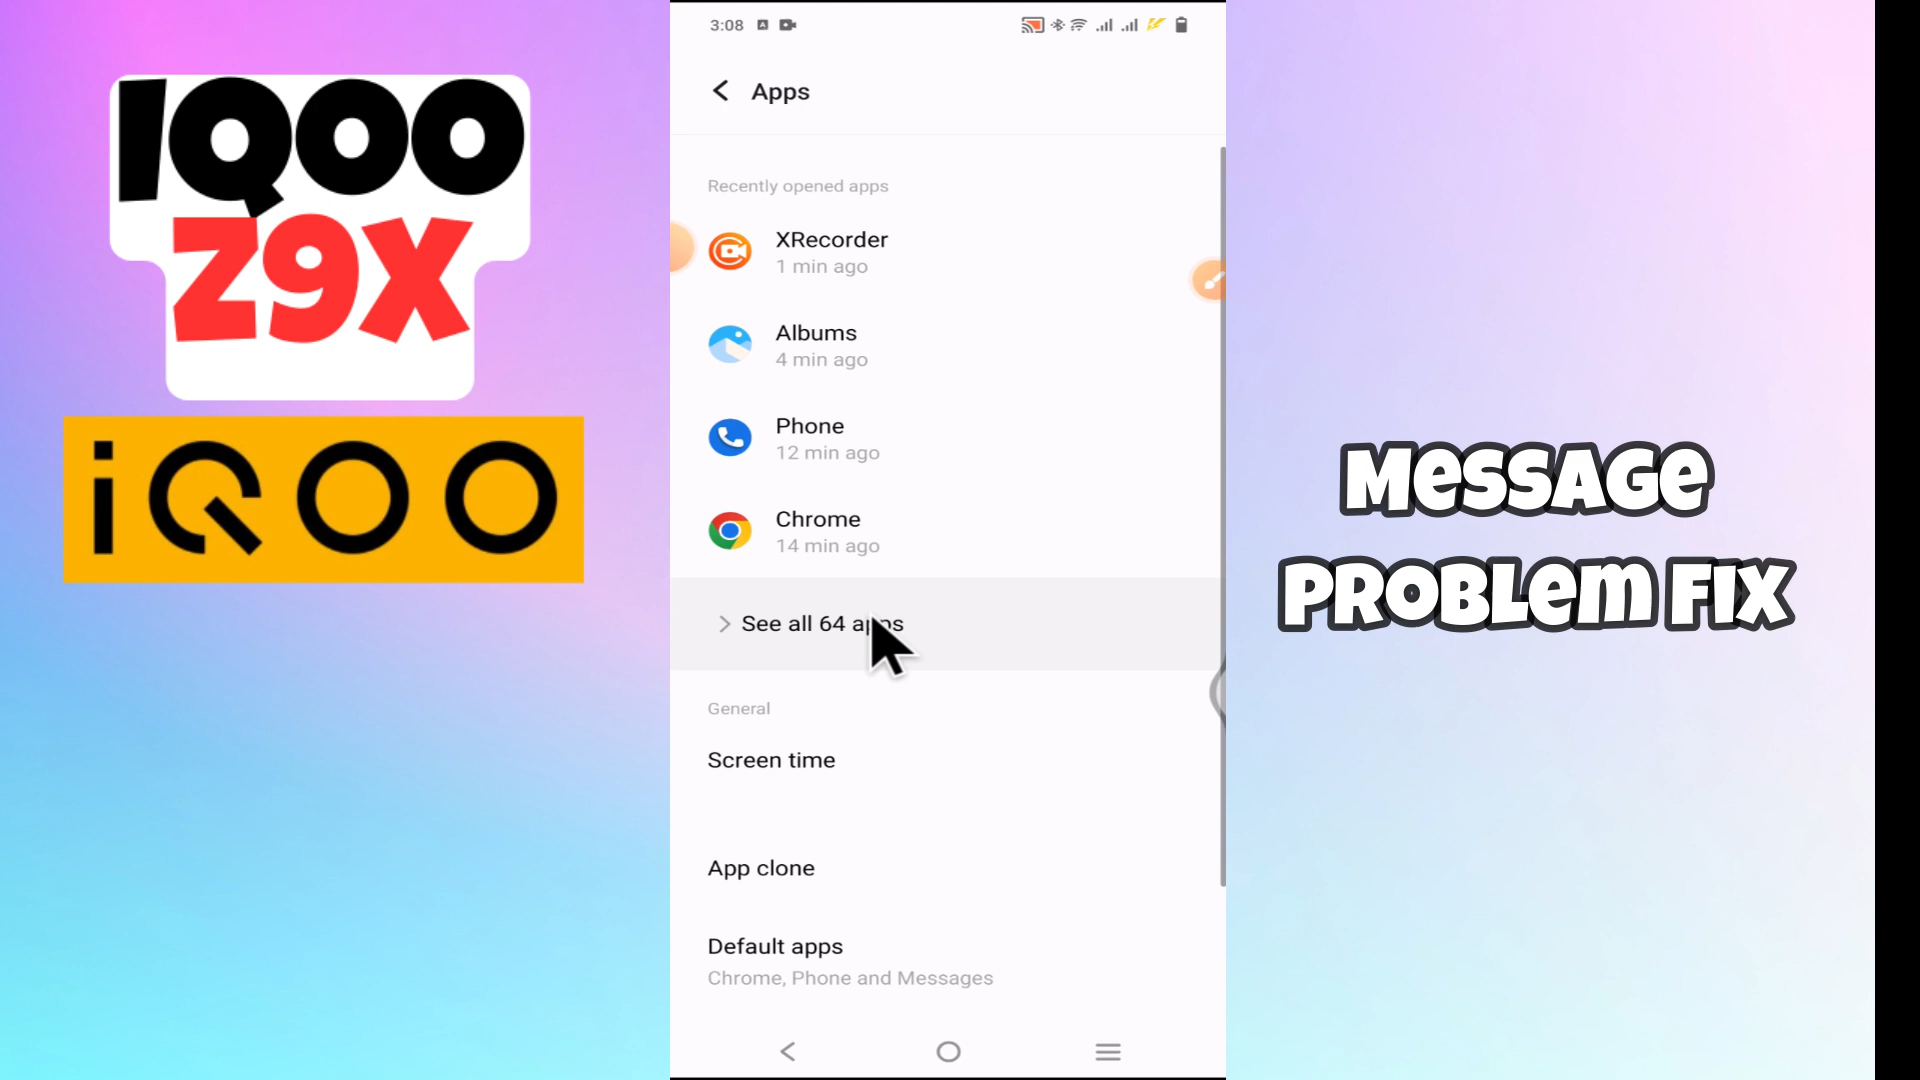 IQOO
Z9X
iQOO
3:08
Apps
Recently opened apps
XRecorder
1 min ago
Albums
4 min ago
Phone
12 min ago
Chrome
14 min ago
See all 64 apps
General
Screen time
App clone
Default apps
Chrome, Phone and Messages
Message
Problem Fix